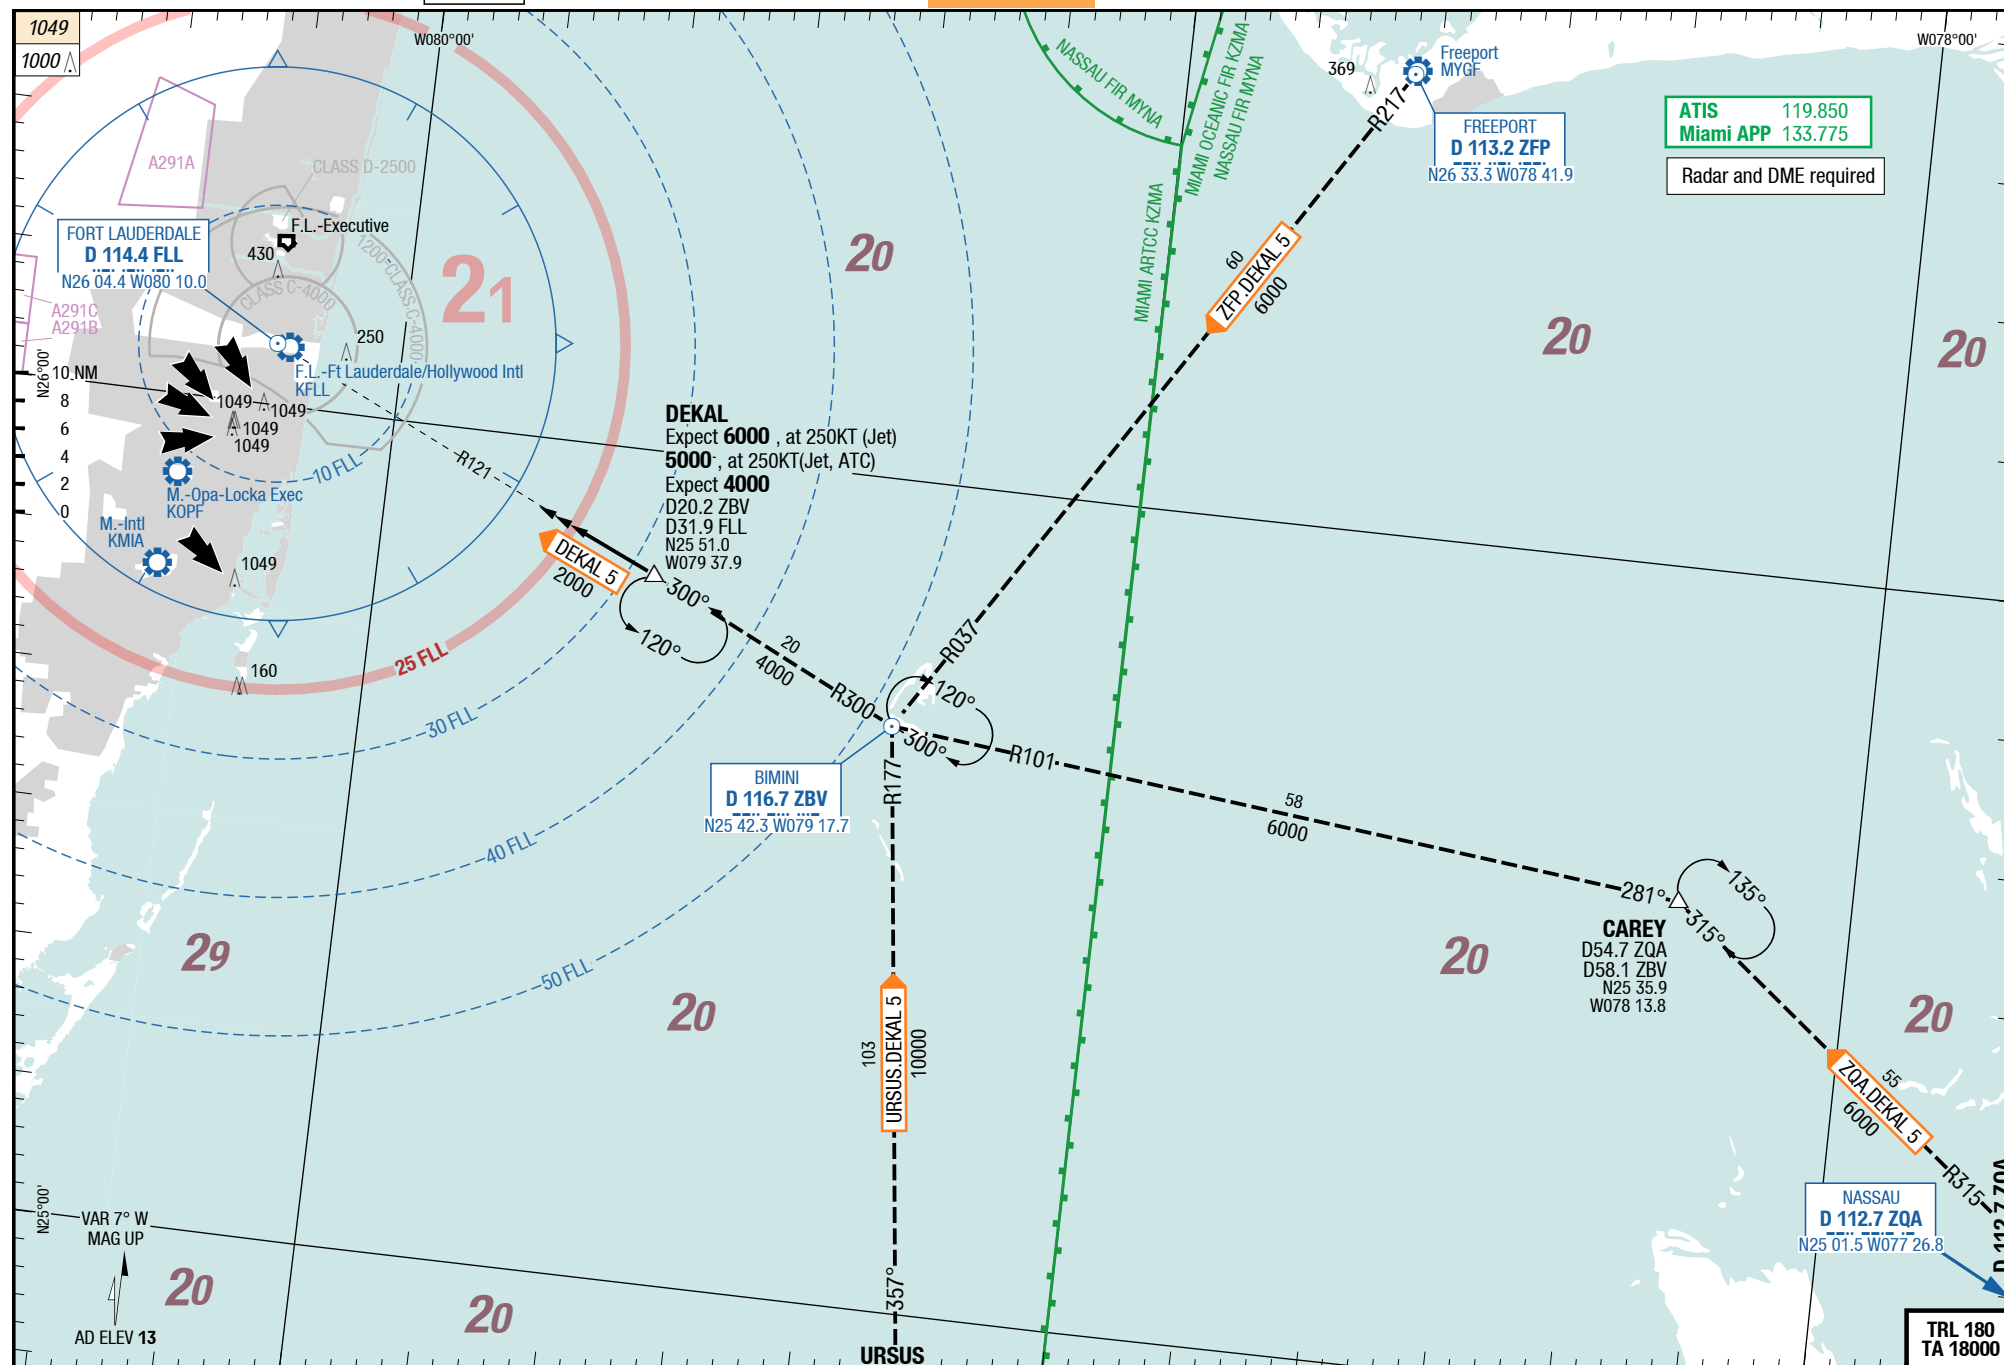 1049
1000
W080°00'
W078°00'
NASSAU FIR MYNA
MIAMI OCEANIC FIR KZMA
NASSAU FIR MYNA
MIAMI ARTCC KZMA
369
Freeport
MYGF
R217
FREEPORT
D 113.2 ZFP
N26 33.3 W078 41.9
ATIS 119.850
Miami APP 133.775
Radar and DME required
A291A
CLASS D-2500
F.L.-Executive
430
1200-CLASS C-4000
CLASS C-4000
FORT LAUDERDALE
D 114.4 FLL
N26 04.4 W080 10.0
A291C
A291B
21
20
20
20
60
ZFP.DEKAL 5
6000
250
F.L.-Ft Lauderdale/Hollywood Intl
KFLL
N26°00'
10 NM
8
6
4
2
0
1049
1049
1049
1049
10 FLL
R121
M.-Opa-Locka Exec
KOPF
M.-Intl
KMIA
1049
160
25 FLL
30 FLL
40 FLL
50 FLL
DEKAL
Expect 6000 , at 250KT (Jet)
5000 , at 250KT(Jet, ATC)
Expect 4000
D20.2 ZBV
D31.9 FLL
N25 51.0
W079 37.9
DEKAL 5
2000
300°
120°
20
4000
R300
R037
120°
300°
R101
R177
BIMINI
D 116.7 ZBV
N25 42.3 W079 17.7
58
6000
281°
135°
315°
CAREY
D54.7 ZQA
D58.1 ZBV
N25 35.9
W078 13.8
29
20
20
20
103
URSUS.DEKAL 5
10000
55
ZQA.DEKAL 5
6000
R315
NASSAU
D 112.7 ZQA
N25 01.5 W077 26.8
D 112.7 ZQA
N25°00'
VAR 7° W
MAG UP
AD ELEV 13
20
20
357°
URSUS
TRL 180
TA 18000